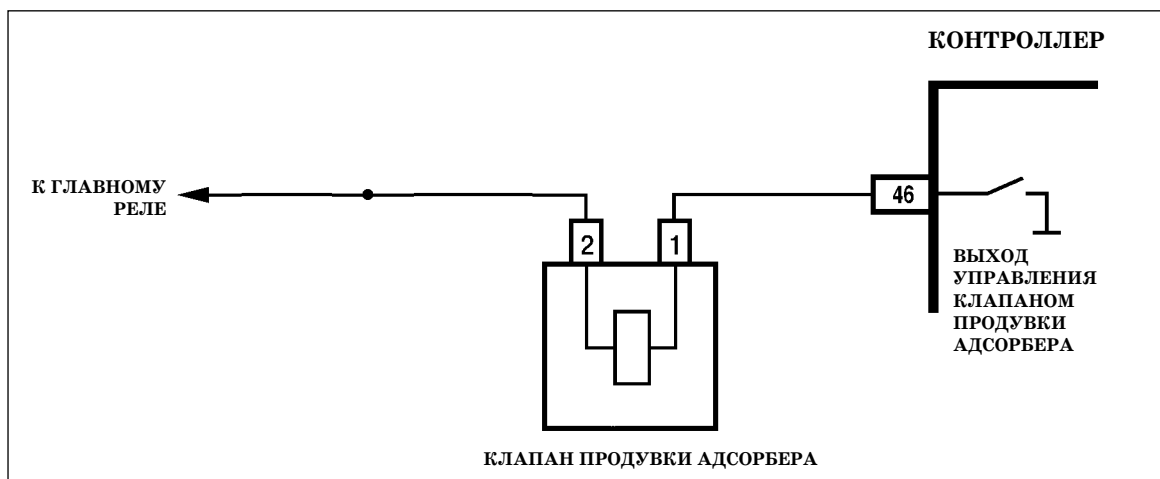 КОНТРОЛЛЕР
К ГЛАВНОМУ
РЕЛЕ
46
2
1
ВЫХОД
УПРАВЛЕНИЯ
КЛАПАНОМ
ПРОДУВКИ
АДСОРБЕРА
КЛАПАН ПРОДУВКИ АДСОРБЕРА